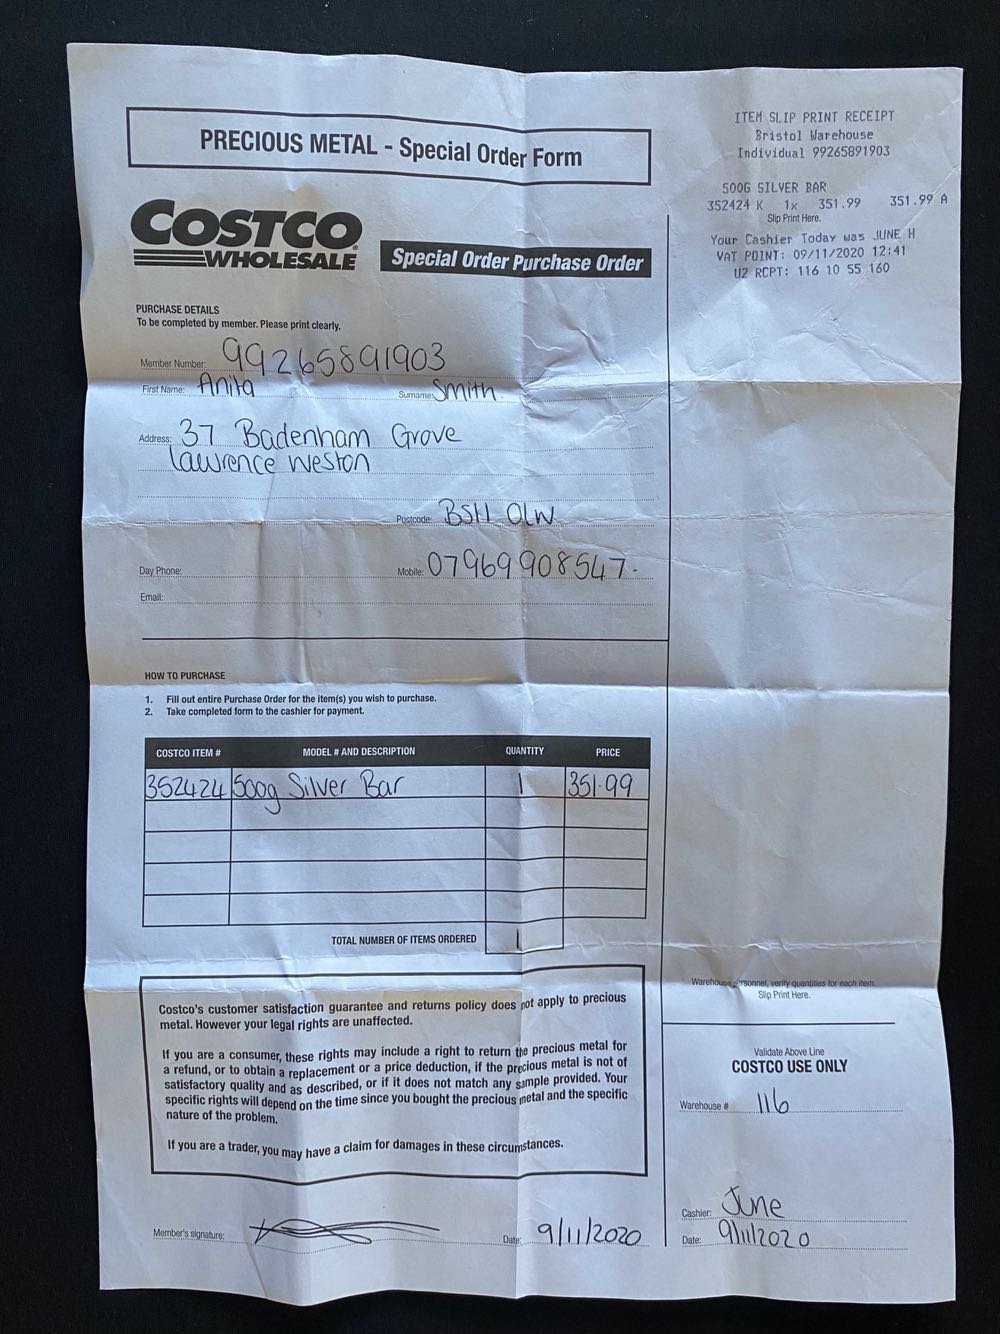 PRECIOUS METAL - Special Order Form
COSTCO
WHOLESALE
Special Order Purchase Order
ITEM SLIP PRINT RECEIPT
Bristol Warehouse
Individual 99265891903
500G SILVER BAR
352424 K 1x 351.99 351.99 A
Slip Print Here.
Your Cashier Today was JUNE H
VAT POINT: 09/11/2020 12:41
U2 RCPT: 116 10 55 160
PURCHASE DETAILS
To be completed by member. Please print clearly.
Member Number: 99265891903
First Name: Anita Surname: Smith
Address: 37 Badenham Grove
Lawrence Weston
Postcode: BS11 0LW
Day Phone: Mobile: 07969908547.
Email:
HOW TO PURCHASE
1. Fill out entire Purchase Order for the item(s) you wish to purchase.
2. Take completed form to the cashier for payment.
COSTCO ITEM # MODEL # AND DESCRIPTION QUANTITY PRICE
352424 500g Silver Bar 1 351.99
TOTAL NUMBER OF ITEMS ORDERED 1
Costco's customer satisfaction guarantee and returns policy does not apply to precious
metal. However your legal rights are unaffected.
If you are a consumer, these rights may include a right to return the precious metal for
a refund, or to obtain a replacement or a price deduction, if the precious metal is not of
satisfactory quality and as described, or if it does not match any sample provided. Your
specific rights will depend on the time since you bought the precious metal and the specific
nature of the problem.
If you are a trader, you may have a claim for damages in these circumstances.
Member's signature: Date: 9/11/2020
Warehouse personnel, verify quantities for each item.
Slip Print Here.
Validate Above Line
COSTCO USE ONLY
Warehouse # 116
Cashier: June
Date: 9/11/2020